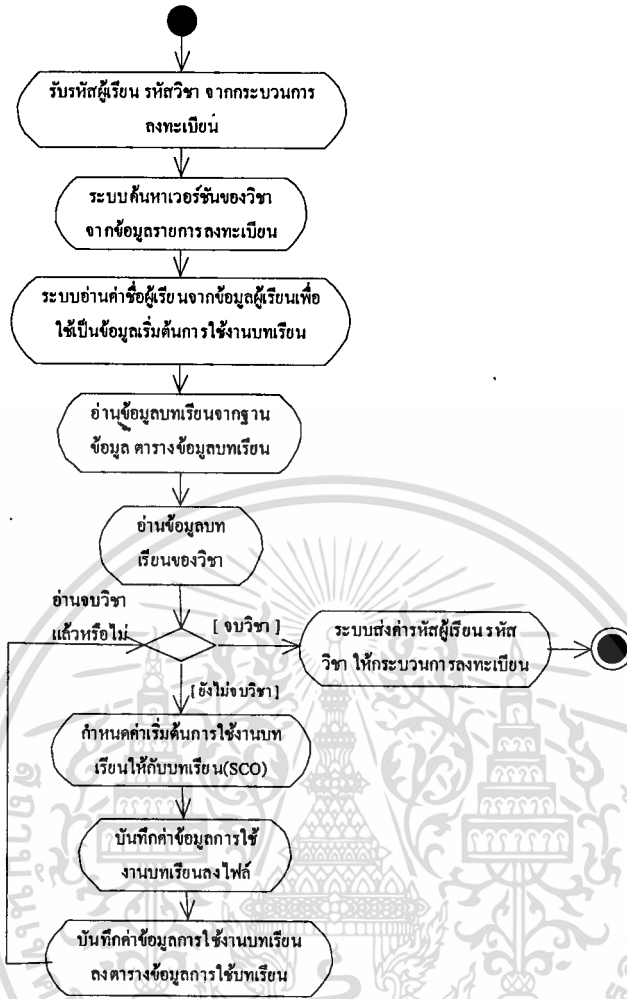 รับรหัสผู้เรียน รหัสวิชา จากกระบวนการ
ลงทะเบียน
ระบบค้นหาเวอร์ชันของวิชา
จากข้อมูลรายการลงทะเบียน
ระบบอ่านค่าชื่อผู้เรียนจากข้อมูลผู้เรียนเพื่อ
ใช้เป็นข้อมูลเริ่มต้นการใช้งานบทเรียน
อ่านข้อมูลบทเรียนจากฐาน
ข้อมูล ตารางข้อมูลบทเรียน
อ่านข้อมูลบท
เรียนของวิชา
อ่านจบวิชา
แล้วหรือไม่
[ จบวิชา ]
ระบบส่งค่ารหัสผู้เรียน รหัส
วิชา ให้กระบวนการลงทะเบียน
[ยังไม่จบวิชา]
กำหนดค่าเริ่มต้นการใช้งานบท
เรียนให้กับบทเรียน(SCO)
บันทึกค่าข้อมูลการใช้
งานบทเรียนลงไฟล์
บันทึกค่าข้อมูลการใช้งานบทเรียน
ลงตารางข้อมูลการใช้บทเรียน